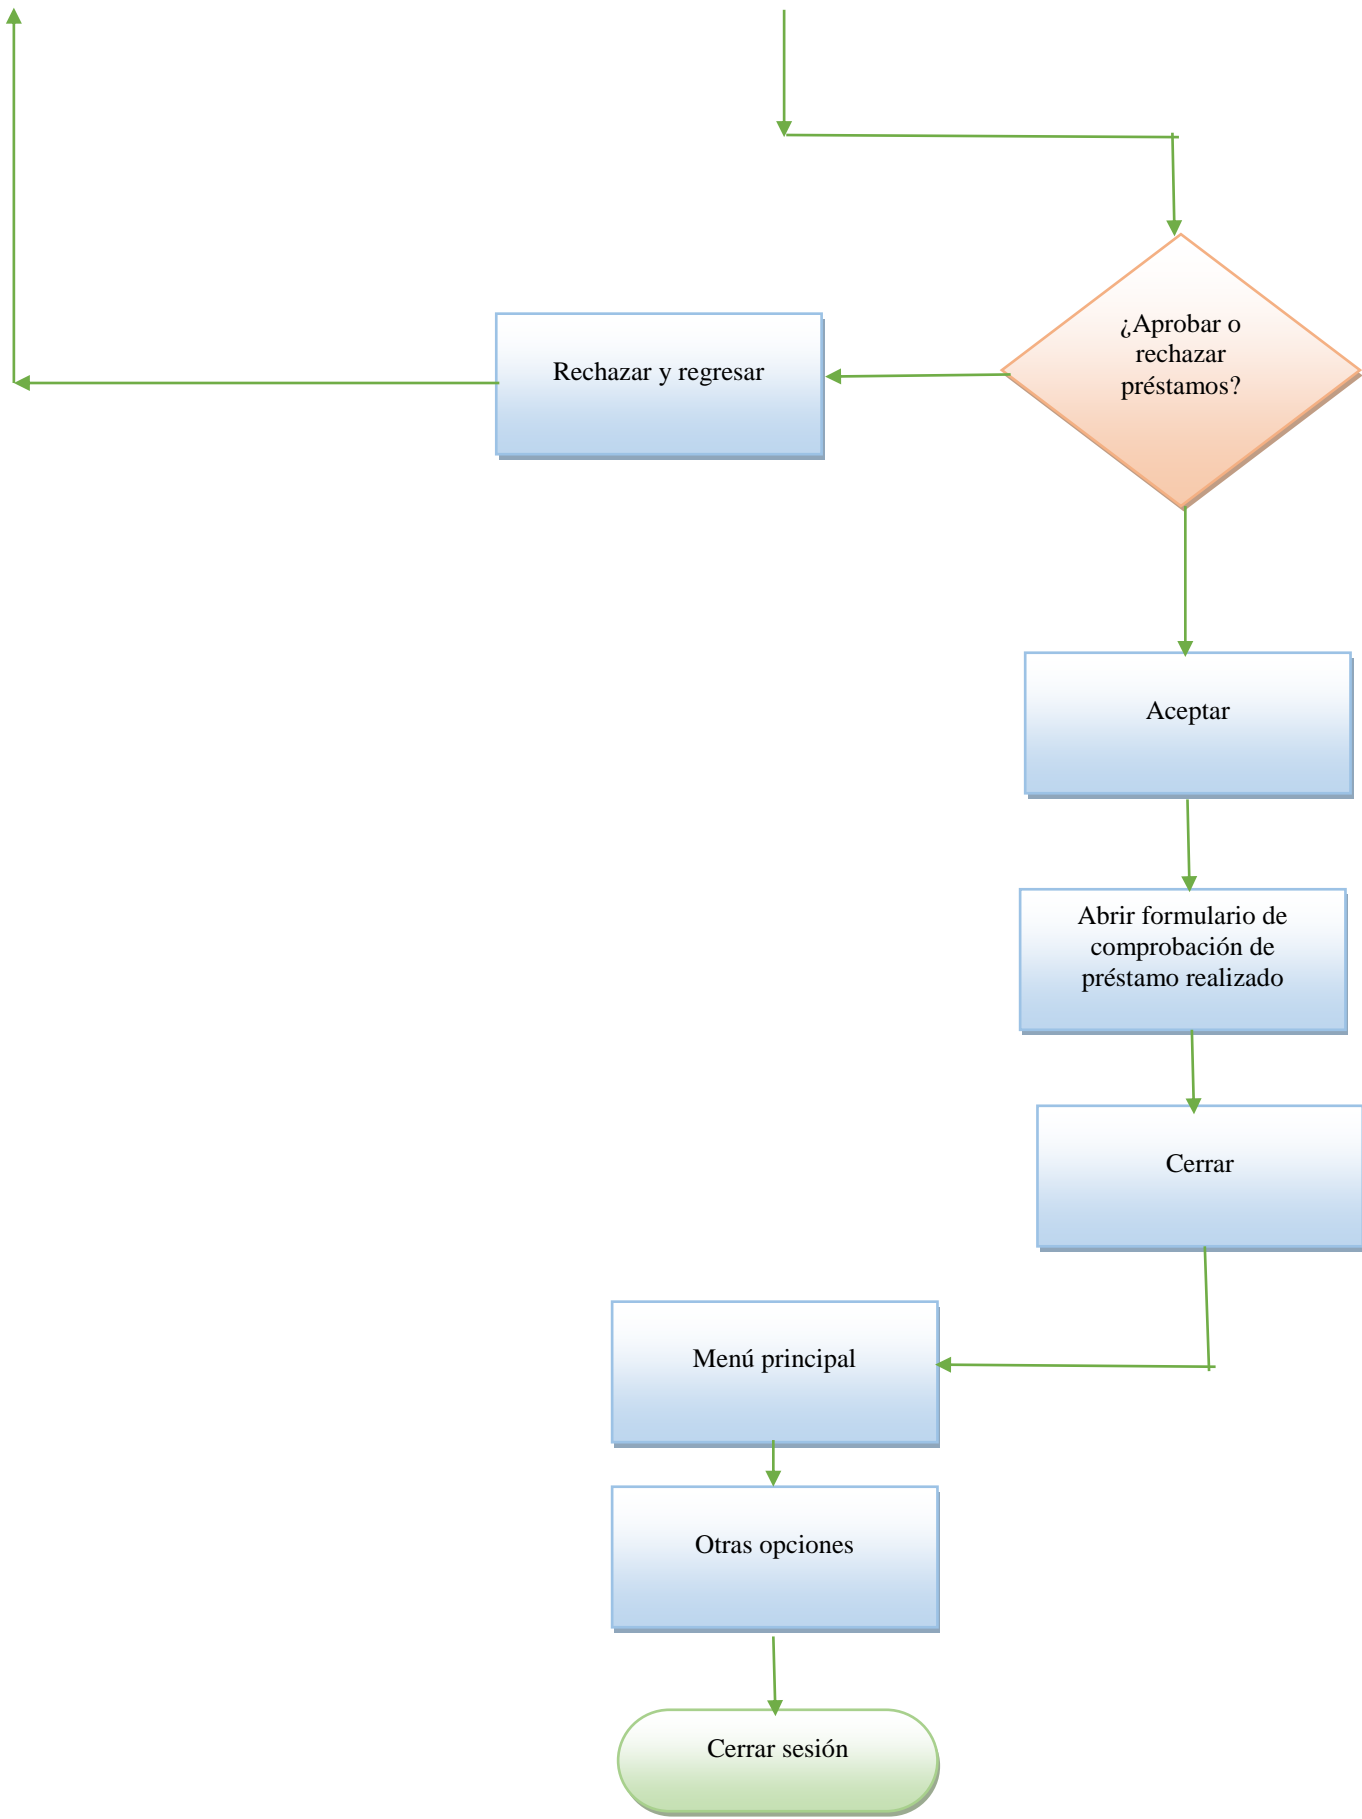 ¿Aprobar o
rechazar
préstamos?
Rechazar y regresar
Aceptar
Abrir formulario de
comprobación de
préstamo realizado
Cerrar
Menú principal
Otras opciones
Cerrar sesión